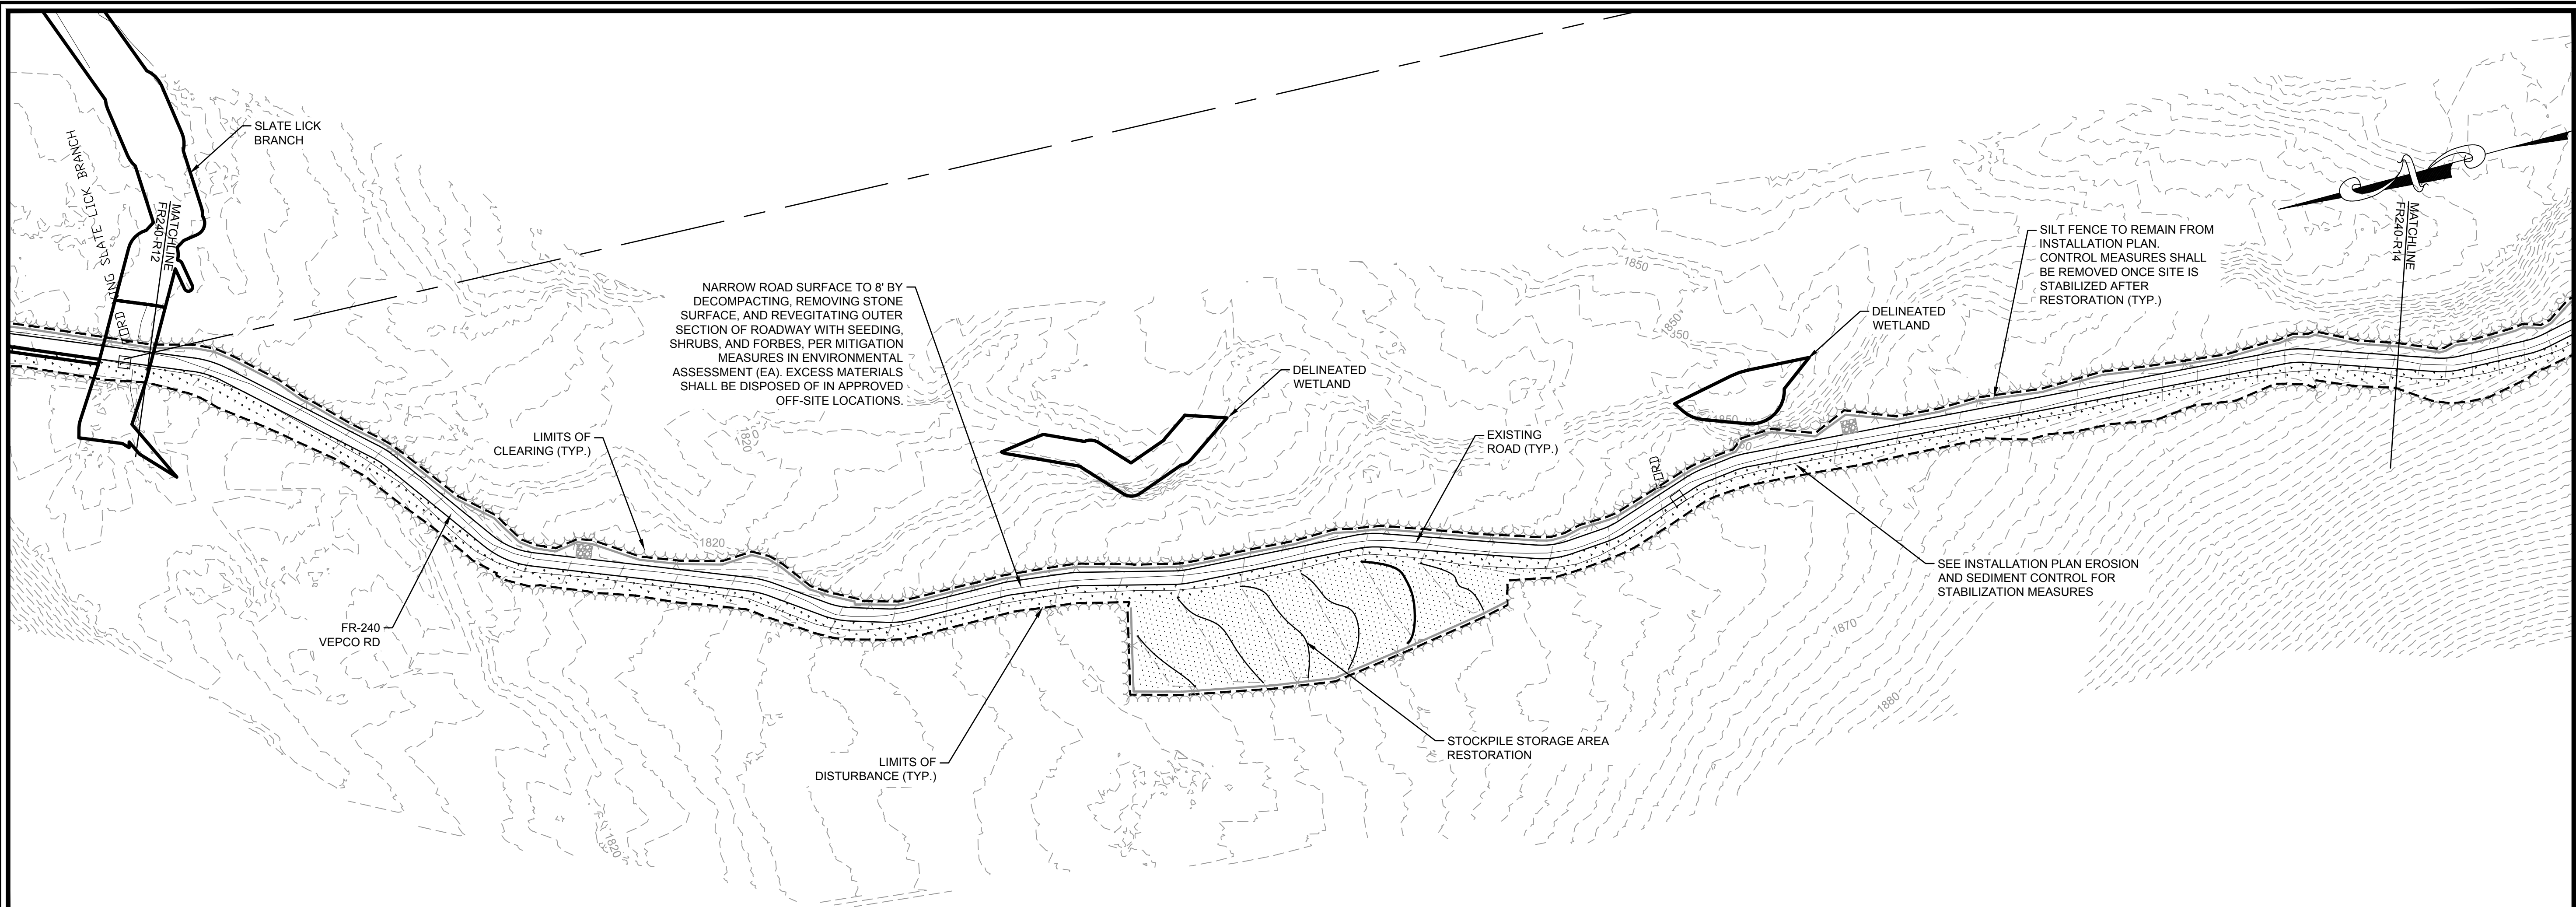 SLATE LICK
BRANCH
SLATE LICK BRANCH
MATCHLINE
FR240-R12
NARROW ROAD SURFACE TO 8' BY
DECOMPACTING, REMOVING STONE
SURFACE, AND REVEGITATING OUTER
SECTION OF ROADWAY WITH SEEDING,
SHRUBS, AND FORBES, PER MITIGATION
MEASURES IN ENVIRONMENTAL
ASSESSMENT (EA). EXCESS MATERIALS
SHALL BE DISPOSED OF IN APPROVED
OFF-SITE LOCATIONS.
DELINEATED
WETLAND
DELINEATED
WETLAND
SILT FENCE TO REMAIN FROM
INSTALLATION PLAN.
CONTROL MEASURES SHALL
BE REMOVED ONCE SITE IS
STABILIZED AFTER
RESTORATION (TYP.)
MATCHLINE
FR240-R14
N
1850
1850
1850
1820
LIMITS OF
CLEARING (TYP.)
EXISTING
ROAD (TYP.)
1820
FR-240
VEPCO RD
LIMITS OF
DISTURBANCE (TYP.)
STOCKPILE STORAGE AREA
RESTORATION
SEE INSTALLATION PLAN EROSION
AND SEDIMENT CONTROL FOR
STABILIZATION MEASURES
1870
1880
1820